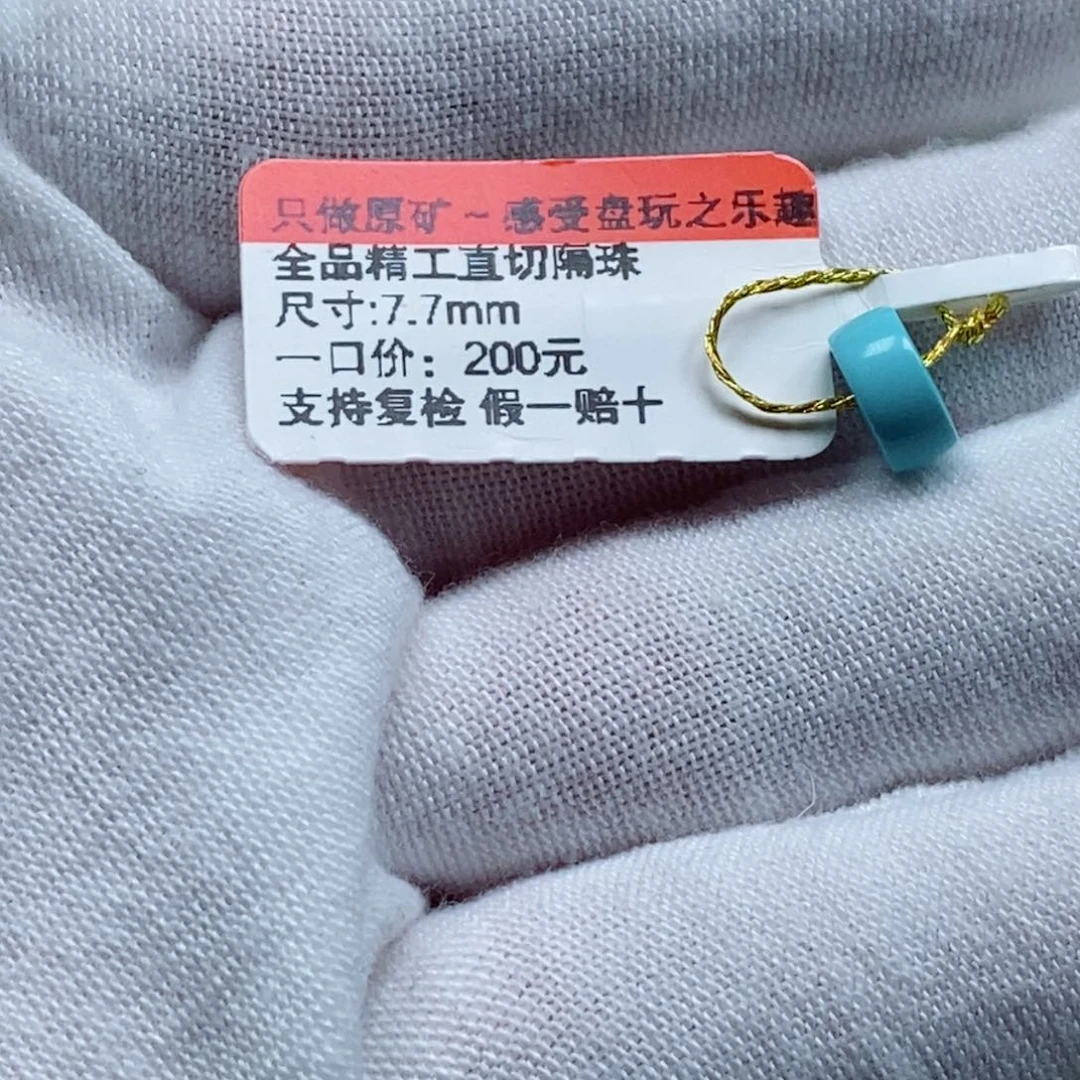 只做原矿~感受盘玩之乐趣
全品精工直切隔珠
尺寸:7.7mm
一口价：200元
支持复检 假一赔十